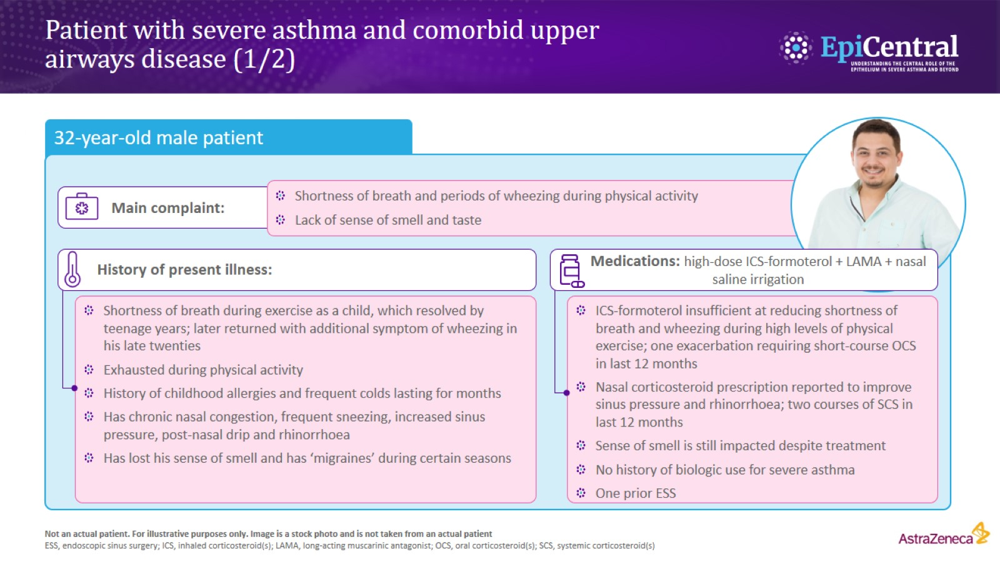 Patient with severe asthma and comorbid upper
airways disease (1/2)
EpiCentral
UNDERSTANDING THE CENTRAL ROLE OF THE
EPITHELIUM IN SEVERE ASTHMA AND BEYOND
32-year-old male patient
Main complaint:
Shortness of breath and periods of wheezing during physical activity
Lack of sense of smell and taste
History of present illness:
Shortness of breath during exercise as a child, which resolved by
teenage years; later returned with additional symptom of wheezing in
his late twenties
Exhausted during physical activity
History of childhood allergies and frequent colds lasting for months
Has chronic nasal congestion, frequent sneezing, increased sinus
pressure, post-nasal drip and rhinorrhoea
Has lost his sense of smell and has ‘migraines’ during certain seasons
Medications: high-dose ICS-formoterol + LAMA + nasal
saline irrigation
ICS-formoterol insufficient at reducing shortness of
breath and wheezing during high levels of physical
exercise; one exacerbation requiring short-course OCS
in last 12 months
Nasal corticosteroid prescription reported to improve
sinus pressure and rhinorrhoea; two courses of SCS in
last 12 months
Sense of smell is still impacted despite treatment
No history of biologic use for severe asthma
One prior ESS
Not an actual patient. For illustrative purposes only. Image is a stock photo and is not taken from an actual patient
ESS, endoscopic sinus surgery; ICS, inhaled corticosteroid(s); LAMA, long-acting muscarinic antagonist; OCS, oral corticosteroid(s); SCS, systemic corticosteroid(s)
AstraZeneca